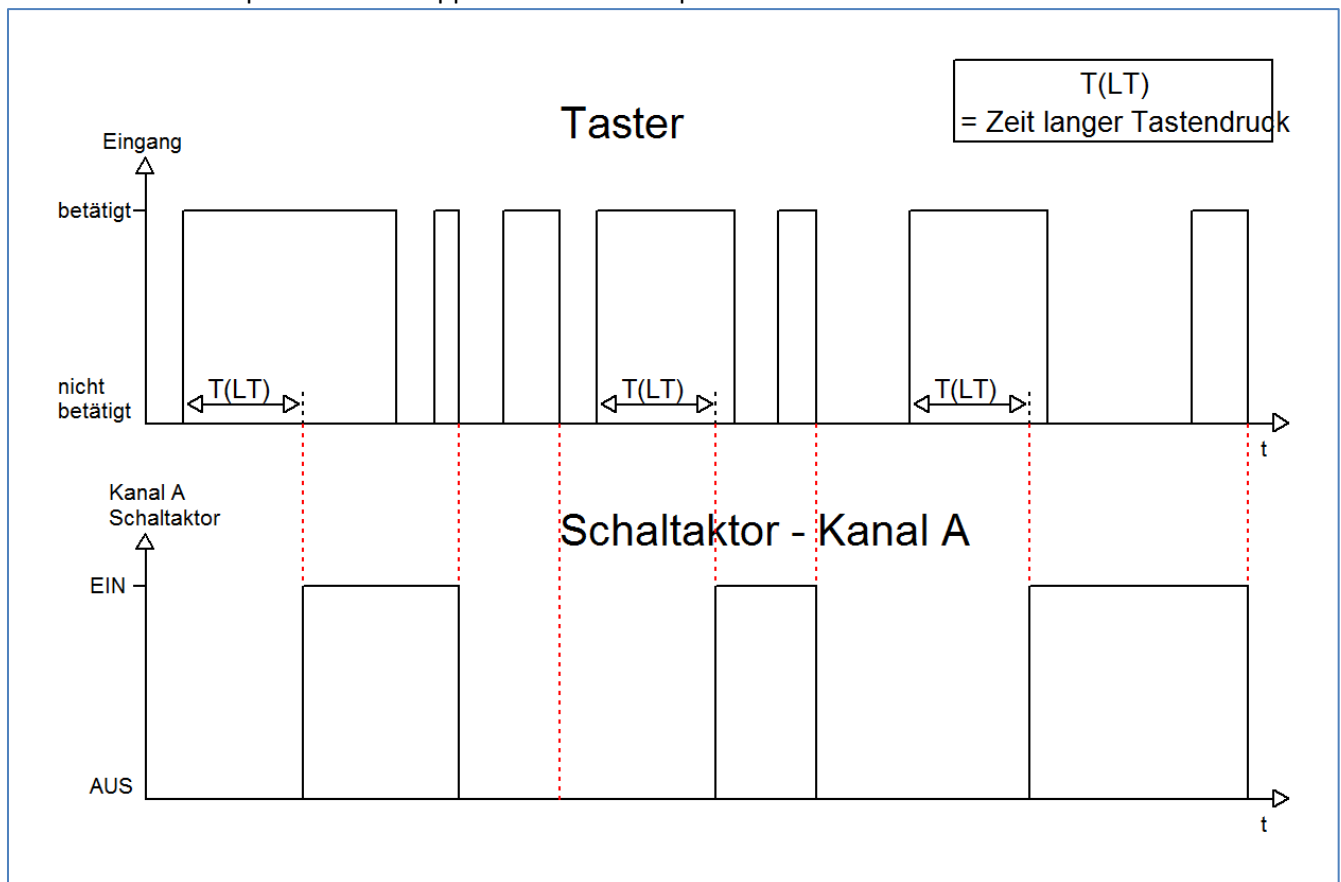 T(LT)
= Zeit langer Tastendruck
Taster
Eingang
betätigt
nicht
betätigt
T(LT)
T(LT)
T(LT)
t
Kanal A
Schaltaktor
Schaltaktor - Kanal A
EIN
AUS
t